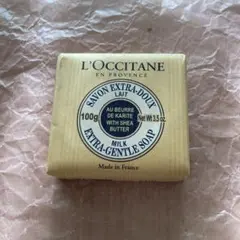 L'OCCITANE
EN PROVENCE
SAVON EXTRA-DOUX
LAIT
100g
AU BEURRE
DE KARITÉ
WITH SHEA
BUTTER
Net Wt. 3.5 oz.
MILK
EXTRA-GENTLE SOAP
Made in France